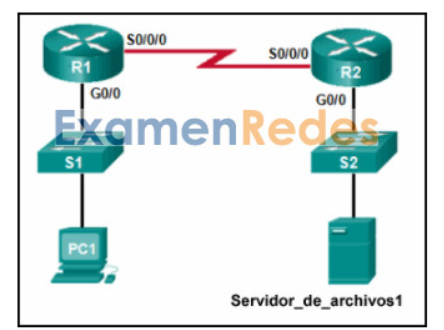 S0/0/0
R1
S0/0/0
R2
G0/0
G0/0
ExamenRedes
S1
S2
PC1
Servidor_de_archivos1